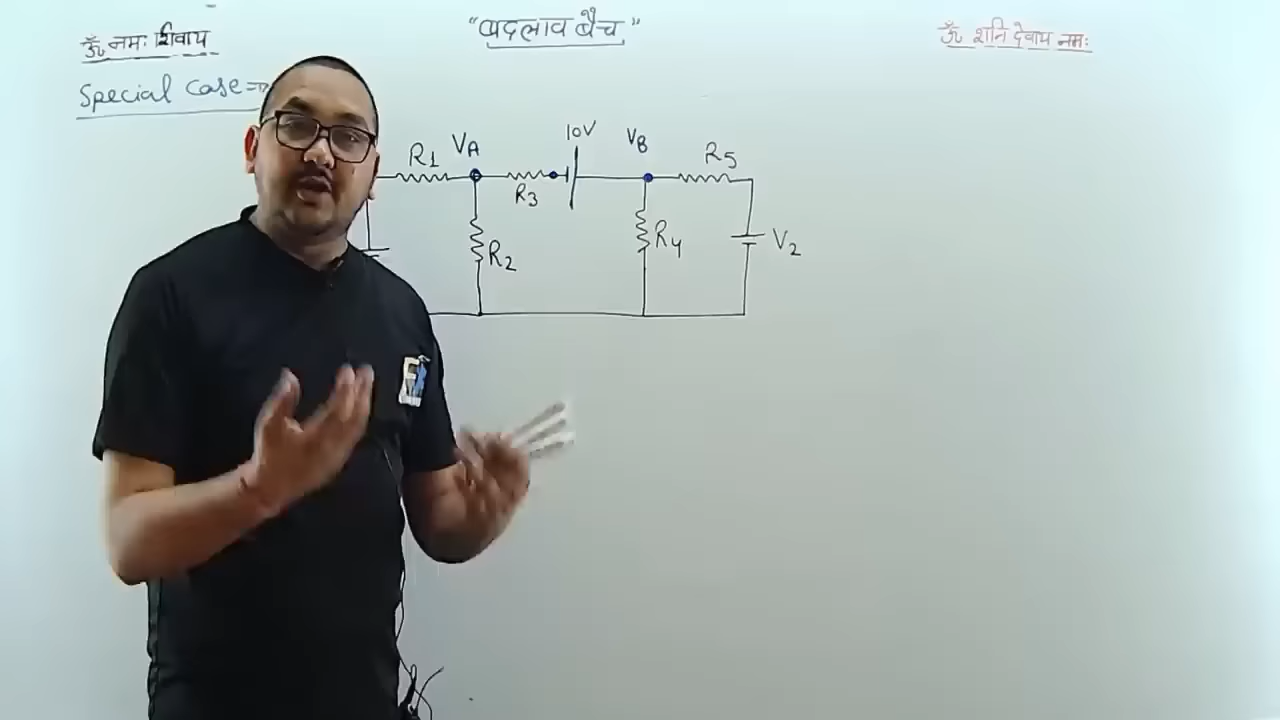 ॐ नमः शिवाय
"बदलाव बैच"
ॐ शनि देवाय नमः
Special Case ⇒
R1
VA
R3
10V
VB
R5
R2
R4
V2